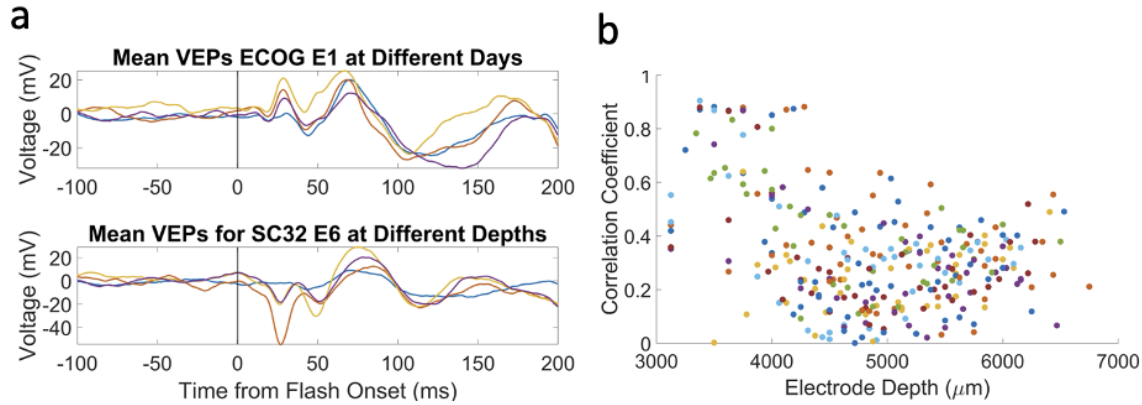 a
Mean VEPs ECOG E1 at Different Days
Voltage (mV)
20
0
-20
-100 -50 0 50 100 150 200
Mean VEPs for SC32 E6 at Different Depths
Voltage (mV)
20
0
-20
-40
-100 -50 0 50 100 150 200
Time from Flash Onset (ms)
b
Correlation Coefficient
1
0.8
0.6
0.4
0.2
0
3000 4000 5000 6000 7000
Electrode Depth (μm)